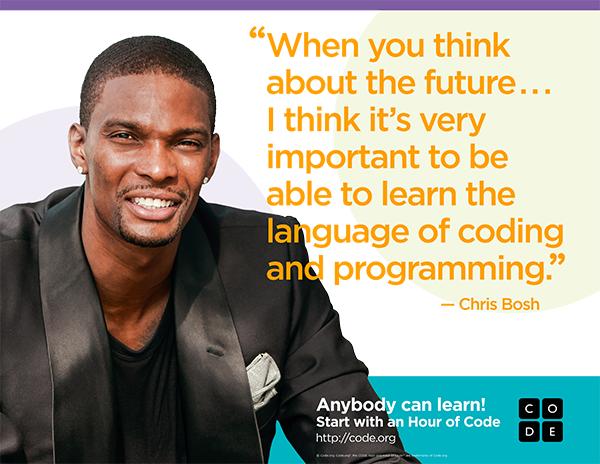 “When you think
about the future...
I think it’s very
important to be
able to learn the
language of coding
and programming.”
— Chris Bosh
Anybody can learn!
Start with an Hour of Code
http://code.org
C O
D E